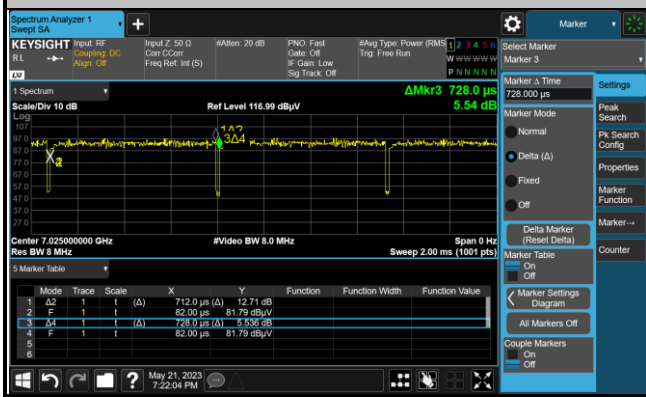 Spectrum Analyzer 1
Swept SA
+
Marker
KEYSIGHT
RL
Input: RF
Coupling: DC
Align: Off
Input Z: 50 Ω
Corr CCorr
Freq Ref: Int (S)
#Atten: 20 dB
PNO: Fast
Gate: Off
IF Gain: Low
Sig Track: Off
#Avg Type: Power (RMS
Trig: Free Run
1 2 3 4 5 6
W W W W W W
P N N N N N
LXI
Select Marker
Marker 3
1 Spectrum
Scale/Div 10 dB
Log
Ref Level 116.99 dBµV
ΔMkr3 728.0 µs
5.54 dB
107
97.0
87.0
77.0
67.0
57.0
47.0
37.0
27.0
1Δ2
3Δ4
X
Center 7.025000000 GHz
Res BW 8 MHz
#Video BW 8.0 MHz
Span 0 Hz
Sweep 2.00 ms (1001 pts)
5 Marker Table
Mode Trace Scale X Y Function Function Width Function Value
1 Δ2 1 t (Δ) 712.0 µs (Δ) 12.71 dB
2 F 1 t 82.00 µs 81.79 dBµV
3 Δ4 1 t (Δ) 728.0 µs (Δ) 5.536 dB
4 F 1 t 82.00 µs 81.79 dBµV
5
6
Marker Δ Time
728.000 µs
Marker Mode
Normal
Delta (Δ)
Fixed
Off
Delta Marker
(Reset Delta)
Marker Table
On
Off
Marker Settings
Diagram
All Markers Off
Couple Markers
On
Off
Settings
Peak
Search
Pk Search
Config
Properties
Marker
Function
Marker→
Counter
?
May 21, 2023
7:22:04 PM